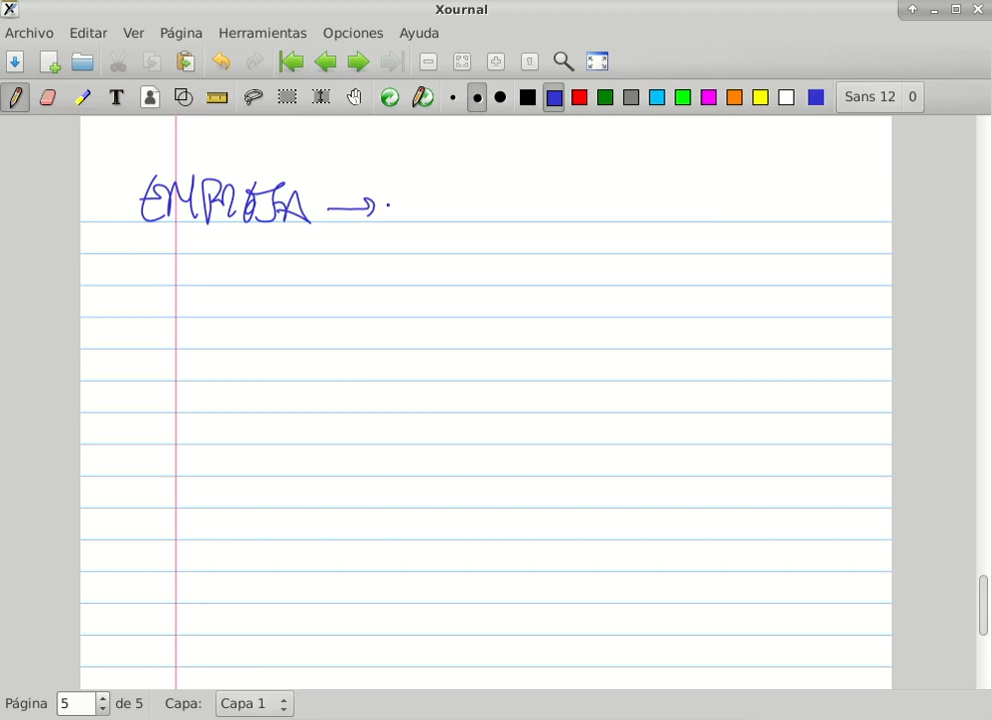 Xournal
Archivo Editar Ver Página Herramientas Opciones Ayuda
Sans 12 0
EMPRESA →
Página 5 de 5 Capa: Capa 1